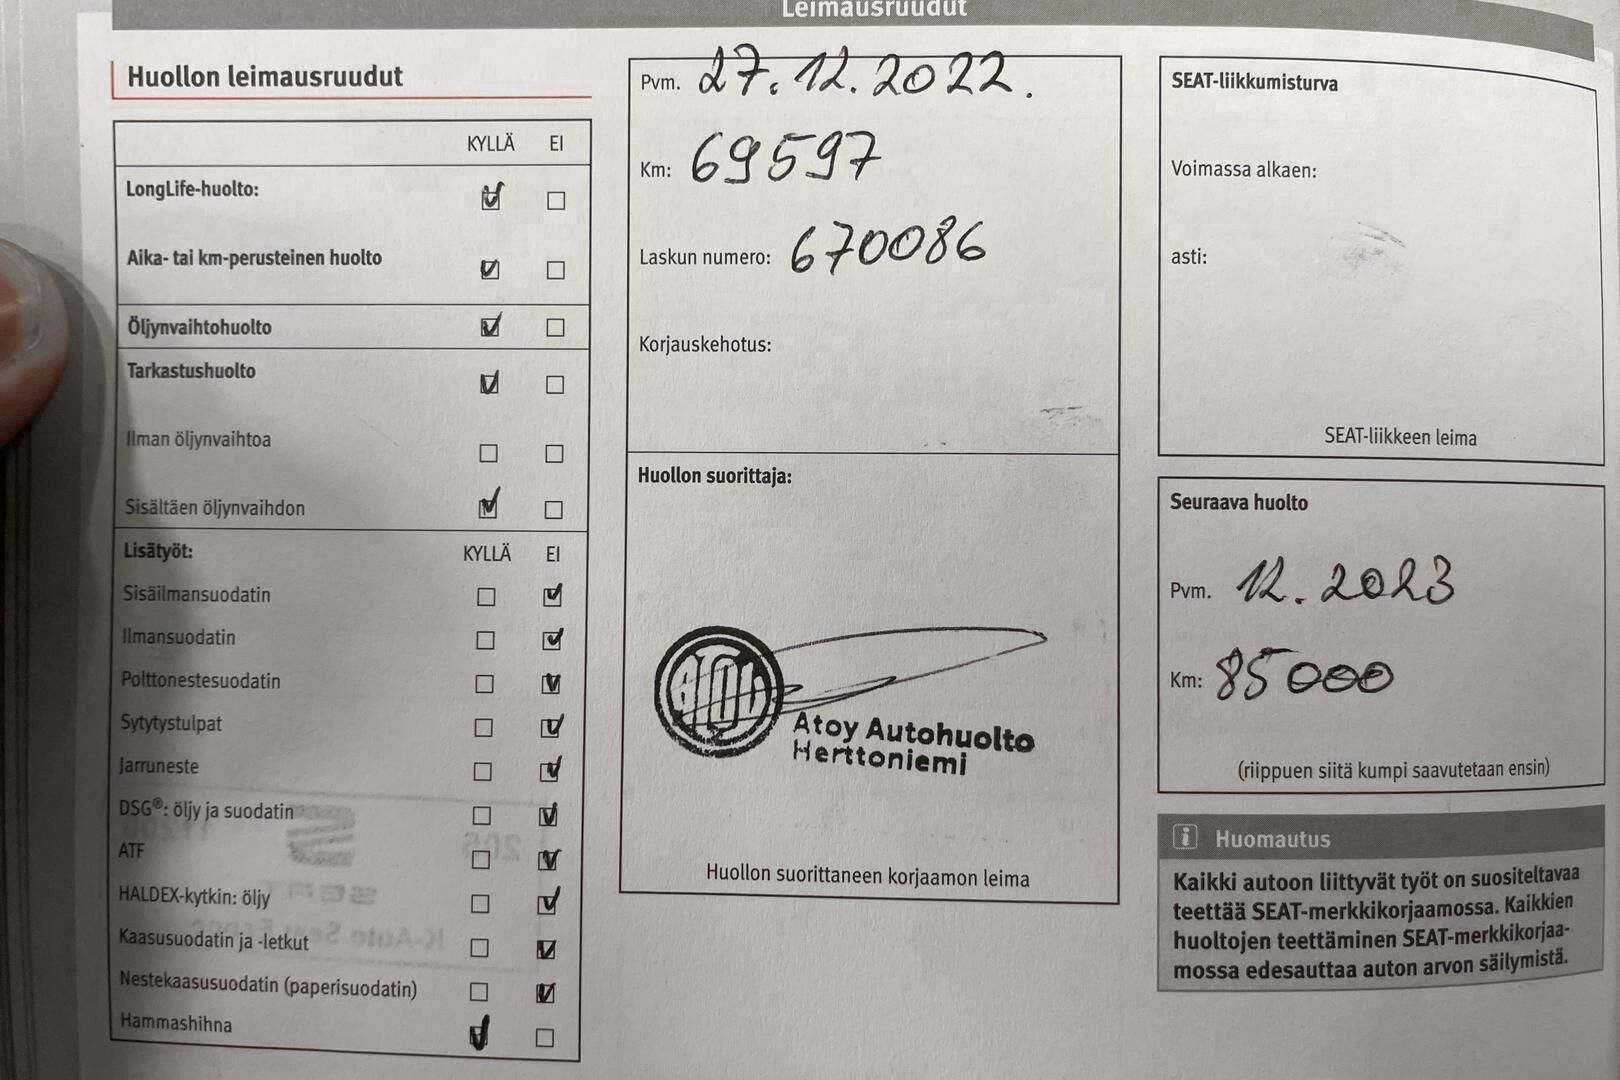 Leimausruudut
Huollon leimausruudut
KYLLÄ EI
LongLife-huolto:
Aika- tai km-perusteinen huolto
Öljynvaihtohuolto
Tarkastushuolto
Ilman öljynvaihtoa
Sisältäen öljynvaihdon
Lisätyöt: KYLLÄ EI
Sisäilmansuodatin
Ilmansuodatin
Polttonestesuodatin
Sytytystulpat
Jarruneste
DSG®: öljy ja suodatin
ATF
HALDEX-kytkin: öljy
Kaasusuodatin ja -letkut
Nestekaasusuodatin (paperisuodatin)
Hammashihna
Pvm. 27.12.2022.
Km: 69597
Laskun numero: 670086
Korjauskehotus:
Huollon suorittaja:
Atoy Autohuolto
Herttoniemi
Huollon suorittaneen korjaamon leima
SEAT-liikkumisturva
Voimassa alkaen:
asti:
SEAT-liikkeen leima
Seuraava huolto
Pvm. 12.2023
Km: 85000
(riippuen siitä kumpi saavutetaan ensin)
i Huomautus
Kaikki autoon liittyvät työt on suositeltavaa
teettää SEAT-merkkikorjaamossa. Kaikkien
huoltojen teettäminen SEAT-merkkikorjaa-
mossa edesauttaa auton arvon säilymistä.